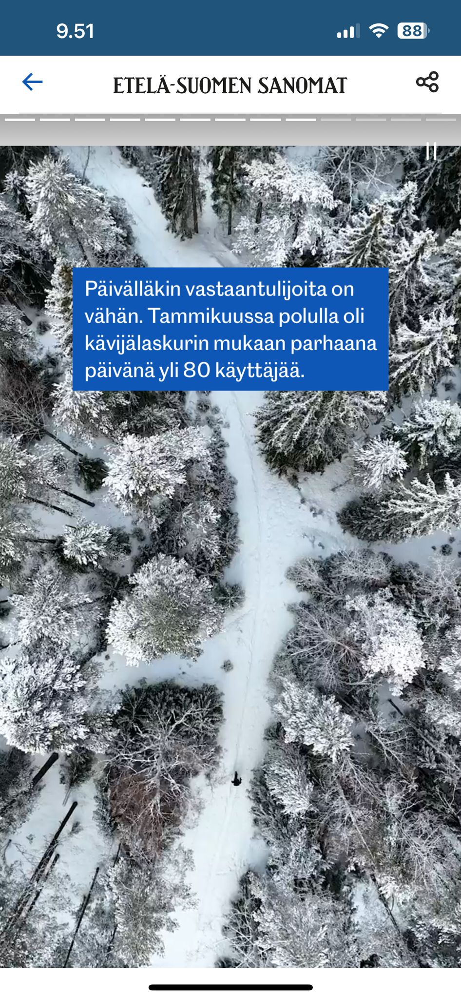 9.51
88
ETELÄ-SUOMEN SANOMAT
Päivälläkin vastaantulijoita on
vähän. Tammikuussa polulla oli
kävijälaskurin mukaan parhaana
päivänä yli 80 käyttäjää.